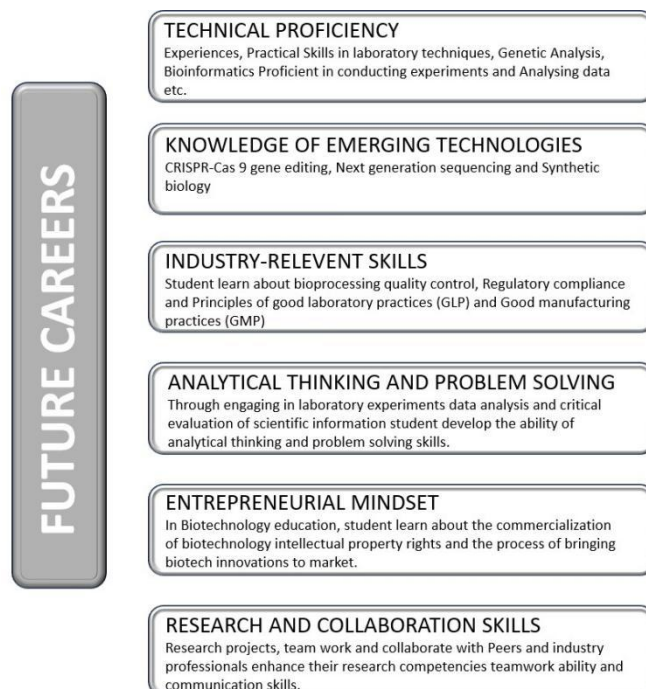 FUTURE CAREERS
TECHNICAL PROFICIENCY
Experiences, Practical Skills in laboratory techniques, Genetic Analysis,
Bioinformatics Proficient in conducting experiments and Analysing data
etc.
KNOWLEDGE OF EMERGING TECHNOLOGIES
CRISPR-Cas 9 gene editing, Next generation sequencing and Synthetic
biology
INDUSTRY-RELEVENT SKILLS
Student learn about bioprocessing quality control, Regulatory compliance
and Principles of good laboratory practices (GLP) and Good manufacturing
practices (GMP)
ANALYTICAL THINKING AND PROBLEM SOLVING
Through engaging in laboratory experiments data analysis and critical
evaluation of scientific information student develop the ability of
analytical thinking and problem solving skills.
ENTREPRENEURIAL MINDSET
In Biotechnology education, student learn about the commercialization
of biotechnology intellectual property rights and the process of bringing
biotech innovations to market.
RESEARCH AND COLLABORATION SKILLS
Research projects, team work and collaborate with Peers and industry
professionals enhance their research competencies teamwork ability and
communication skills.